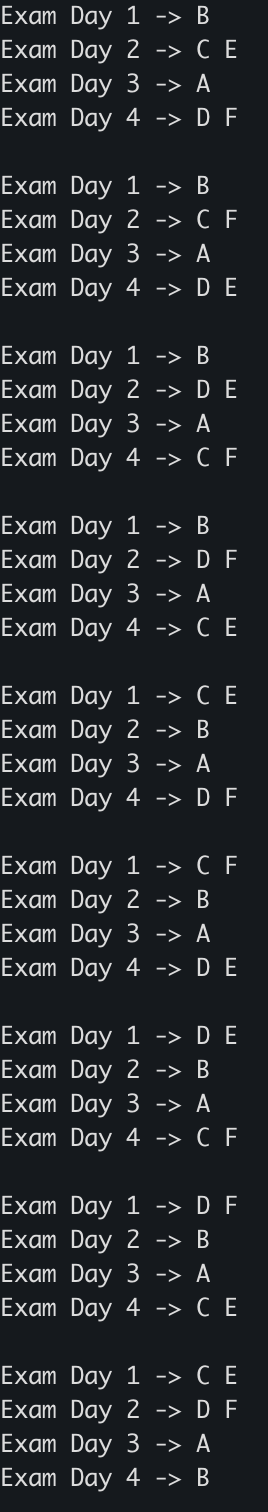 Exam Day 1 -> B
Exam Day 2 -> C E
Exam Day 3 -> A
Exam Day 4 -> D F

Exam Day 1 -> B
Exam Day 2 -> C F
Exam Day 3 -> A
Exam Day 4 -> D E

Exam Day 1 -> B
Exam Day 2 -> D E
Exam Day 3 -> A
Exam Day 4 -> C F

Exam Day 1 -> B
Exam Day 2 -> D F
Exam Day 3 -> A
Exam Day 4 -> C E

Exam Day 1 -> C E
Exam Day 2 -> B
Exam Day 3 -> A
Exam Day 4 -> D F

Exam Day 1 -> C F
Exam Day 2 -> B
Exam Day 3 -> A
Exam Day 4 -> D E

Exam Day 1 -> D E
Exam Day 2 -> B
Exam Day 3 -> A
Exam Day 4 -> C F

Exam Day 1 -> D F
Exam Day 2 -> B
Exam Day 3 -> A
Exam Day 4 -> C E

Exam Day 1 -> C E
Exam Day 2 -> D F
Exam Day 3 -> A
Exam Day 4 -> B